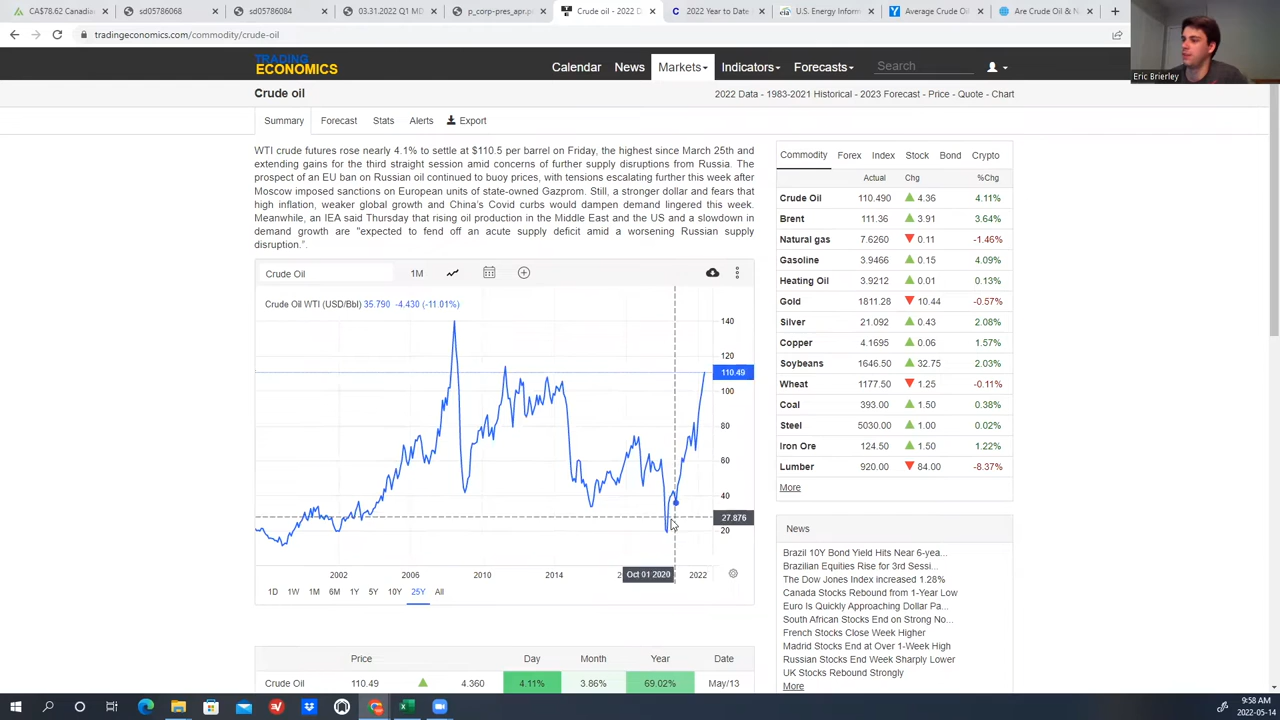 CA$78.62 Canadi
sd05786068
sd05786084
03.31.2022 Q1 MD
p_corp-pres_apr.
Crude oil - 2022 D
2022 Year to Date
U.S. Energy Inform
Average Crude Oil
Are Crude Oil & N
tradingeconomics.com/commodity/crude-oil
Eric Brierley
TRADING
ECONOMICS
Calendar
News
Markets
Indicators
Forecasts
Search
Crude oil
2022 Data - 1983-2021 Historical - 2023 Forecast - Price - Quote - Chart
Summary
Forecast
Stats
Alerts
Export
WTI crude futures rose nearly 4.1% to settle at $110.5 per barrel on Friday, the highest since March 25th and
extending gains for the third straight session amid concerns of further supply disruptions from Russia. The
prospect of an EU ban on Russian oil continued to buoy prices, with tensions escalating further this week after
Moscow imposed sanctions on European units of state-owned Gazprom. Still, a stronger dollar and fears that
high inflation, weaker global growth and China's Covid curbs would dampen demand lingered this week.
Meanwhile, an IEA said Thursday that rising oil production in the Middle East and the US and a slowdown in
demand growth are "expected to fend off an acute supply deficit amid a worsening Russian supply
disruption.".
Crude Oil
1M
Crude Oil WTI (USD/Bbl) 35.790 -4.430 (-11.01%)
140
120
110.49
100
80
60
40
27.876
20
2002
2006
2010
2014
2
Oct 01 2020
2022
1D 1W 1M 6M 1Y 5Y 10Y 25Y All
Price Day Month Year Date
Crude Oil 110.49 4.360 4.11% 3.86% 69.02% May/13
Commodity Forex Index Stock Bond Crypto
Actual Chg %Chg
Crude Oil 110.490 4.36 4.11%
Brent 111.36 3.91 3.64%
Natural gas 7.6260 0.11 -1.46%
Gasoline 3.9466 0.15 4.09%
Heating Oil 3.9212 0.01 0.13%
Gold 1811.28 10.44 -0.57%
Silver 21.092 0.43 2.08%
Copper 4.1695 0.06 1.57%
Soybeans 1646.50 32.75 2.03%
Wheat 1177.50 1.25 -0.11%
Coal 393.00 1.50 0.38%
Steel 5030.00 1.00 0.02%
Iron Ore 124.50 1.50 1.22%
Lumber 920.00 84.00 -8.37%
More
News
Brazil 10Y Bond Yield Hits Near 6-yea...
Brazilian Equities Rise for 3rd Sessi...
The Dow Jones Index increased 1.28%
Canada Stocks Rebound from 1-Year Low
Euro Is Quickly Approaching Dollar Pa...
South African Stocks End on Strong No...
French Stocks Close Week Higher
Madrid Stocks End at Over 1-Week High
Russian Stocks End Week Sharply Lower
UK Stocks Rebound Strongly
More
9:58 AM
2022-05-14